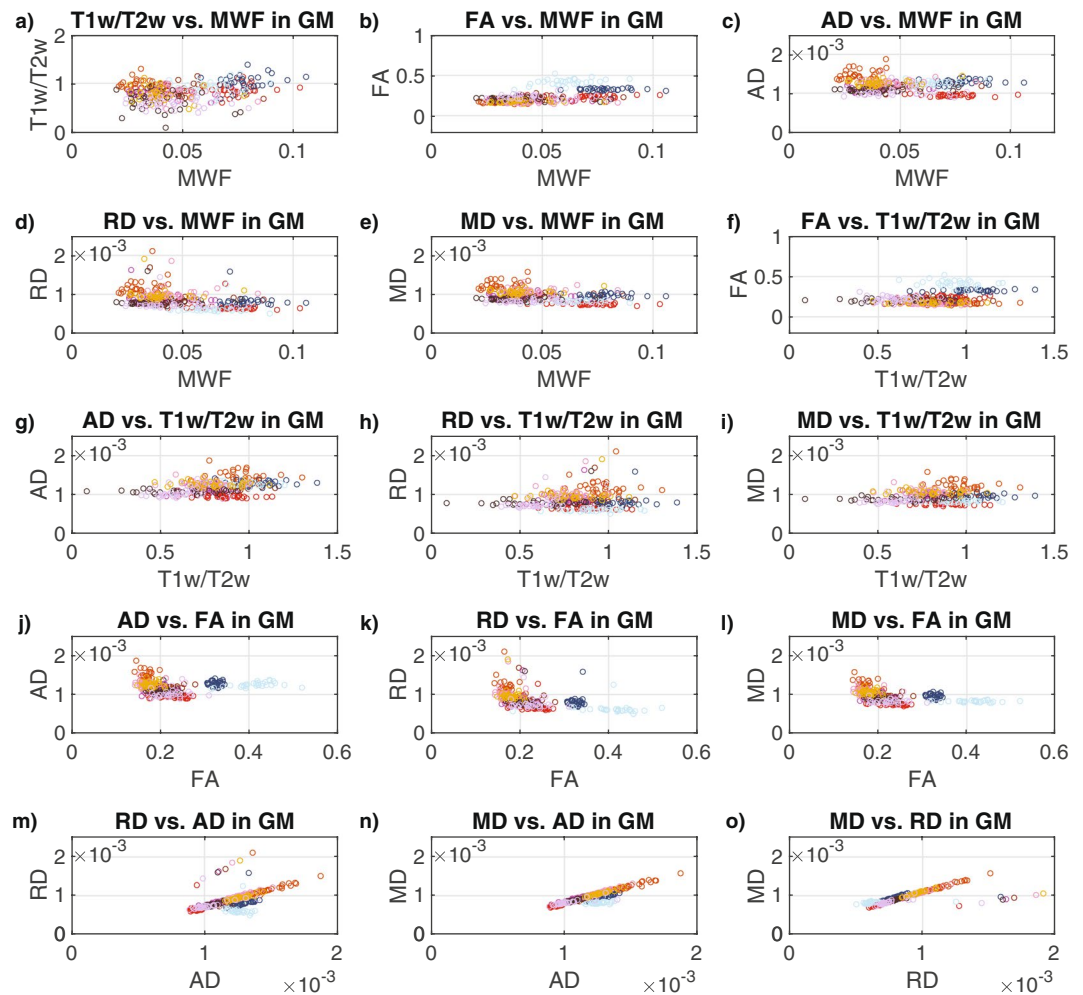 a) T1w/T2w vs. MWF in GM
2
1
0
T1w/T2w
0 0.05 0.1
MWF
b) FA vs. MWF in GM
1
0.5
0
FA
0 0.05 0.1
MWF
c) AD vs. MWF in GM
× 10-3
2
1
0
AD
0 0.05 0.1
MWF
d) RD vs. MWF in GM
× 10-3
2
1
0
RD
0 0.05 0.1
MWF
e) MD vs. MWF in GM
× 10-3
2
1
0
MD
0 0.05 0.1
MWF
f) FA vs. T1w/T2w in GM
1
0.5
0
FA
0 0.5 1 1.5
T1w/T2w
g) AD vs. T1w/T2w in GM
× 10-3
2
1
0
AD
0 0.5 1 1.5
T1w/T2w
h) RD vs. T1w/T2w in GM
× 10-3
2
1
0
RD
0 0.5 1 1.5
T1w/T2w
i) MD vs. T1w/T2w in GM
× 10-3
2
1
0
MD
0 0.5 1 1.5
T1w/T2w
j) AD vs. FA in GM
× 10-3
2
1
0
AD
0 0.2 0.4 0.6
FA
k) RD vs. FA in GM
× 10-3
2
1
0
RD
0 0.2 0.4 0.6
FA
l) MD vs. FA in GM
× 10-3
2
1
0
MD
0 0.2 0.4 0.6
FA
m) RD vs. AD in GM
× 10-3
2
1
0
RD
0 1 2
AD
× 10-3
n) MD vs. AD in GM
× 10-3
2
1
0
MD
0 1 2
AD
× 10-3
o) MD vs. RD in GM
× 10-3
2
1
0
MD
0 1 2
RD
× 10-3